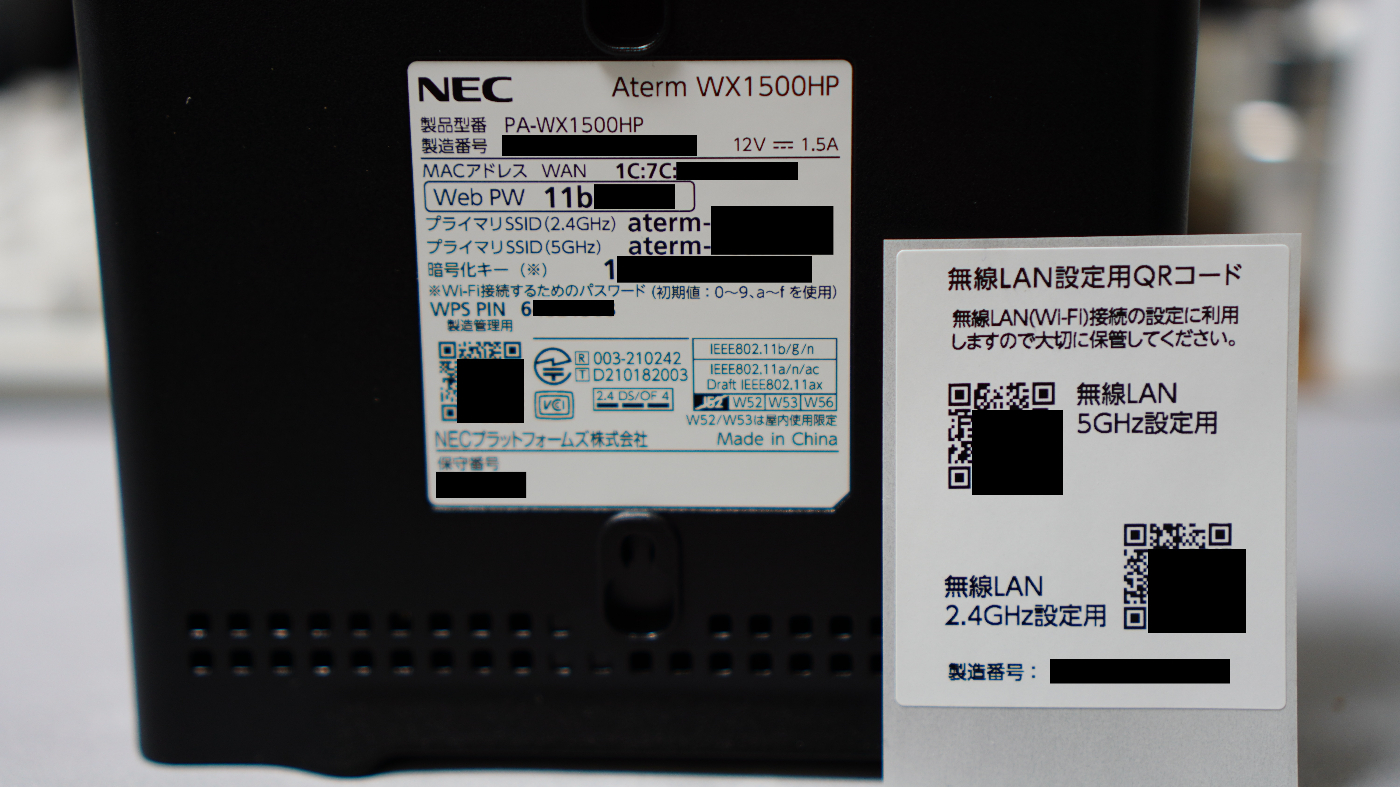 NEC Aterm WX1500HP
製品型番 PA-WX1500HP
製造番号 12V ⎓ 1.5A
MACアドレス WAN 1C:7C:
Web PW 11b
プライマリSSID(2.4GHz) aterm-
プライマリSSID(5GHz) aterm-
暗号化キー(※) 1
※Wi-Fi接続するためのパスワード(初期値:0~9、a~fを使用)
WPS PIN 6
製造管理用
R 003-210242
T D210182003
VCI
2.4 DS/OF 4
IEEE802.11b/g/n
IEEE802.11a/n/ac
Draft IEEE802.11ax
J52 W52 W53 W56
W52/W53は屋内使用限定
NECプラットフォームズ株式会社 Made in China
保守番号
無線LAN設定用QRコード
無線LAN(Wi-Fi)接続の設定に利用
しますので大切に保管してください。
無線LAN
5GHz設定用
無線LAN
2.4GHz設定用
製造番号: